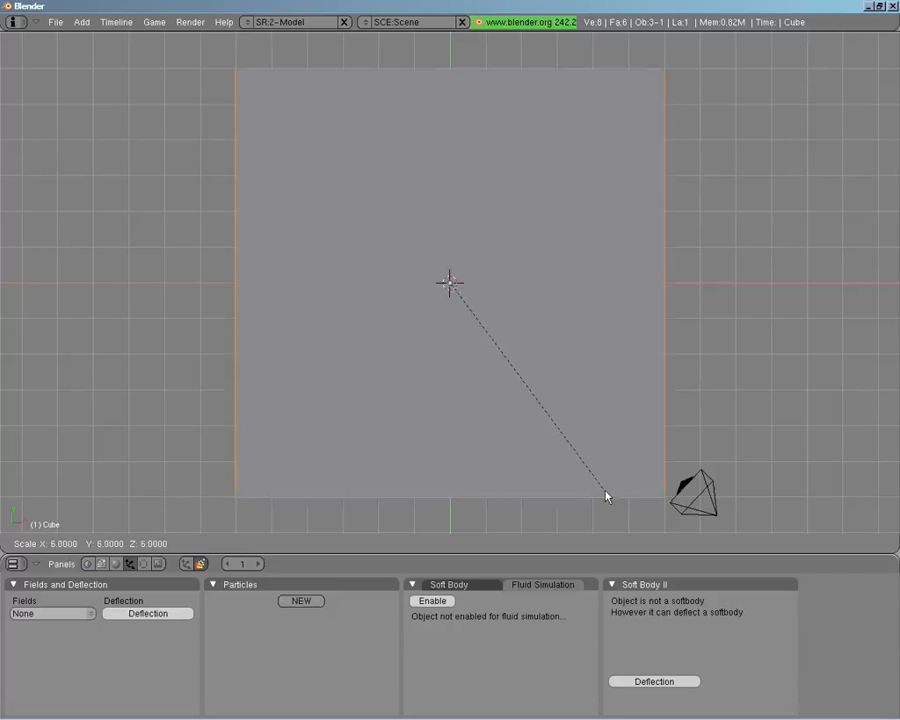 Blender
File Add Timeline Game Render Help SR:2-Model SCE:Scene www.blender.org 242.2 Ve:8 | Fa:6 | Ob:3-1 | La:1 | Mem:0.82M | Time: | Cube
(1) Cube
Scale X: 6.0000 Y: 6.0000 Z: 6.0000
Panels 1
Fields and Deflection Particles Soft Body Fluid Simulation Soft Body II
Fields Deflection NEW Enable Object is not a softbody
None Deflection Object not enabled for fluid simulation... However it can deflect a softbody
Deflection